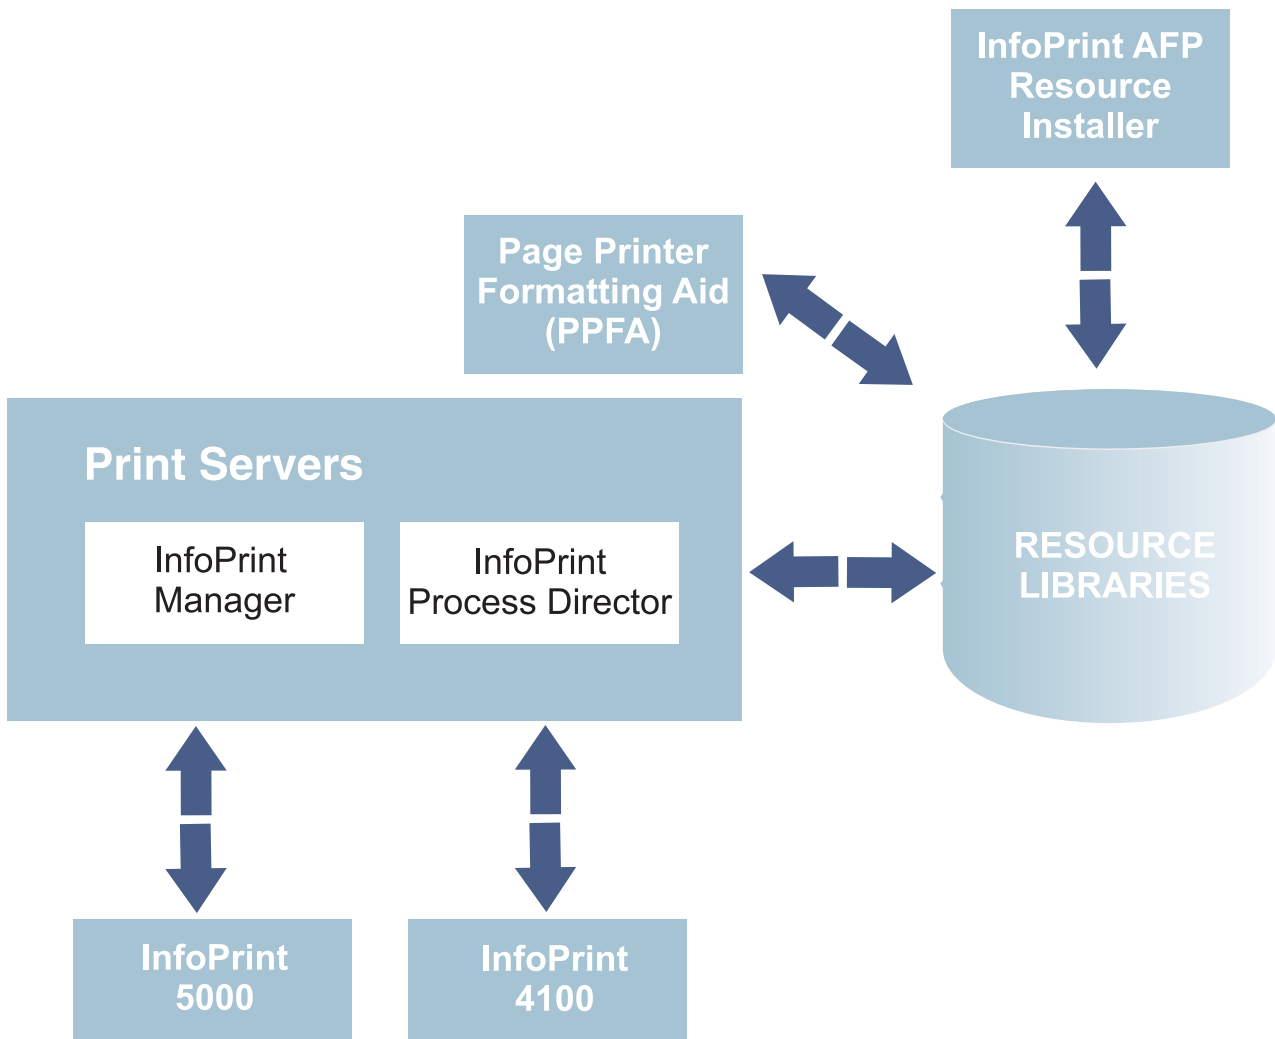 InfoPrint AFP
Resource
Installer
Page Printer
Formatting Aid
(PPFA)
Print Servers
InfoPrint
Manager
InfoPrint
Process Director
RESOURCE
LIBRARIES
InfoPrint
5000
InfoPrint
4100